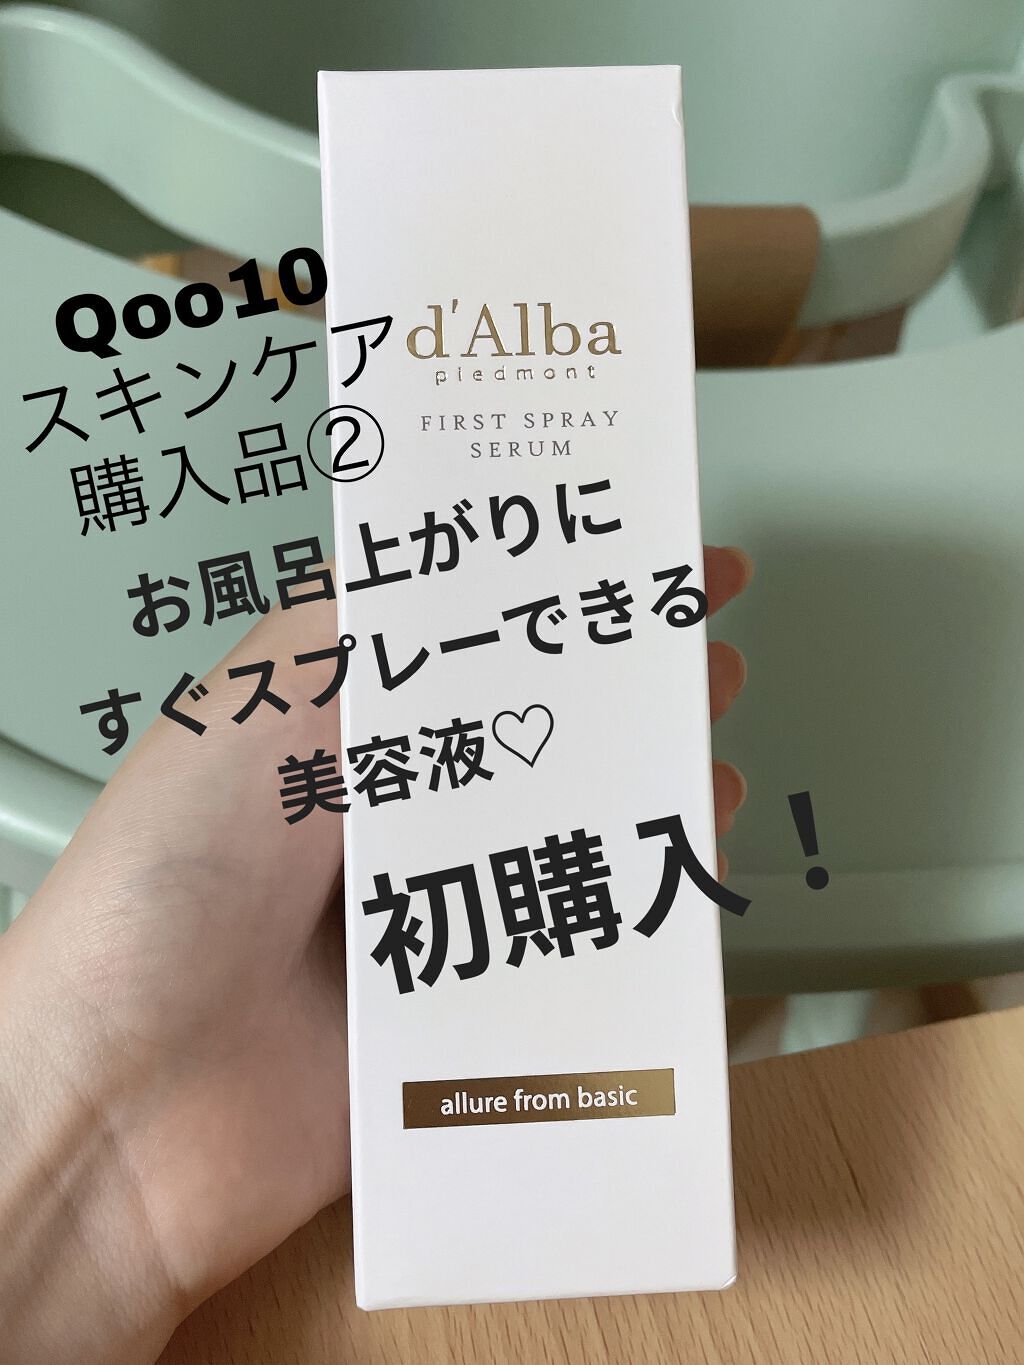 Qoo10
スキンケア
購入品②
d'Alba
piedmont
FIRST SPRAY
SERUM
お風呂上がりに
すぐスプレーできる
美容液♡
初購入！
allure from basic